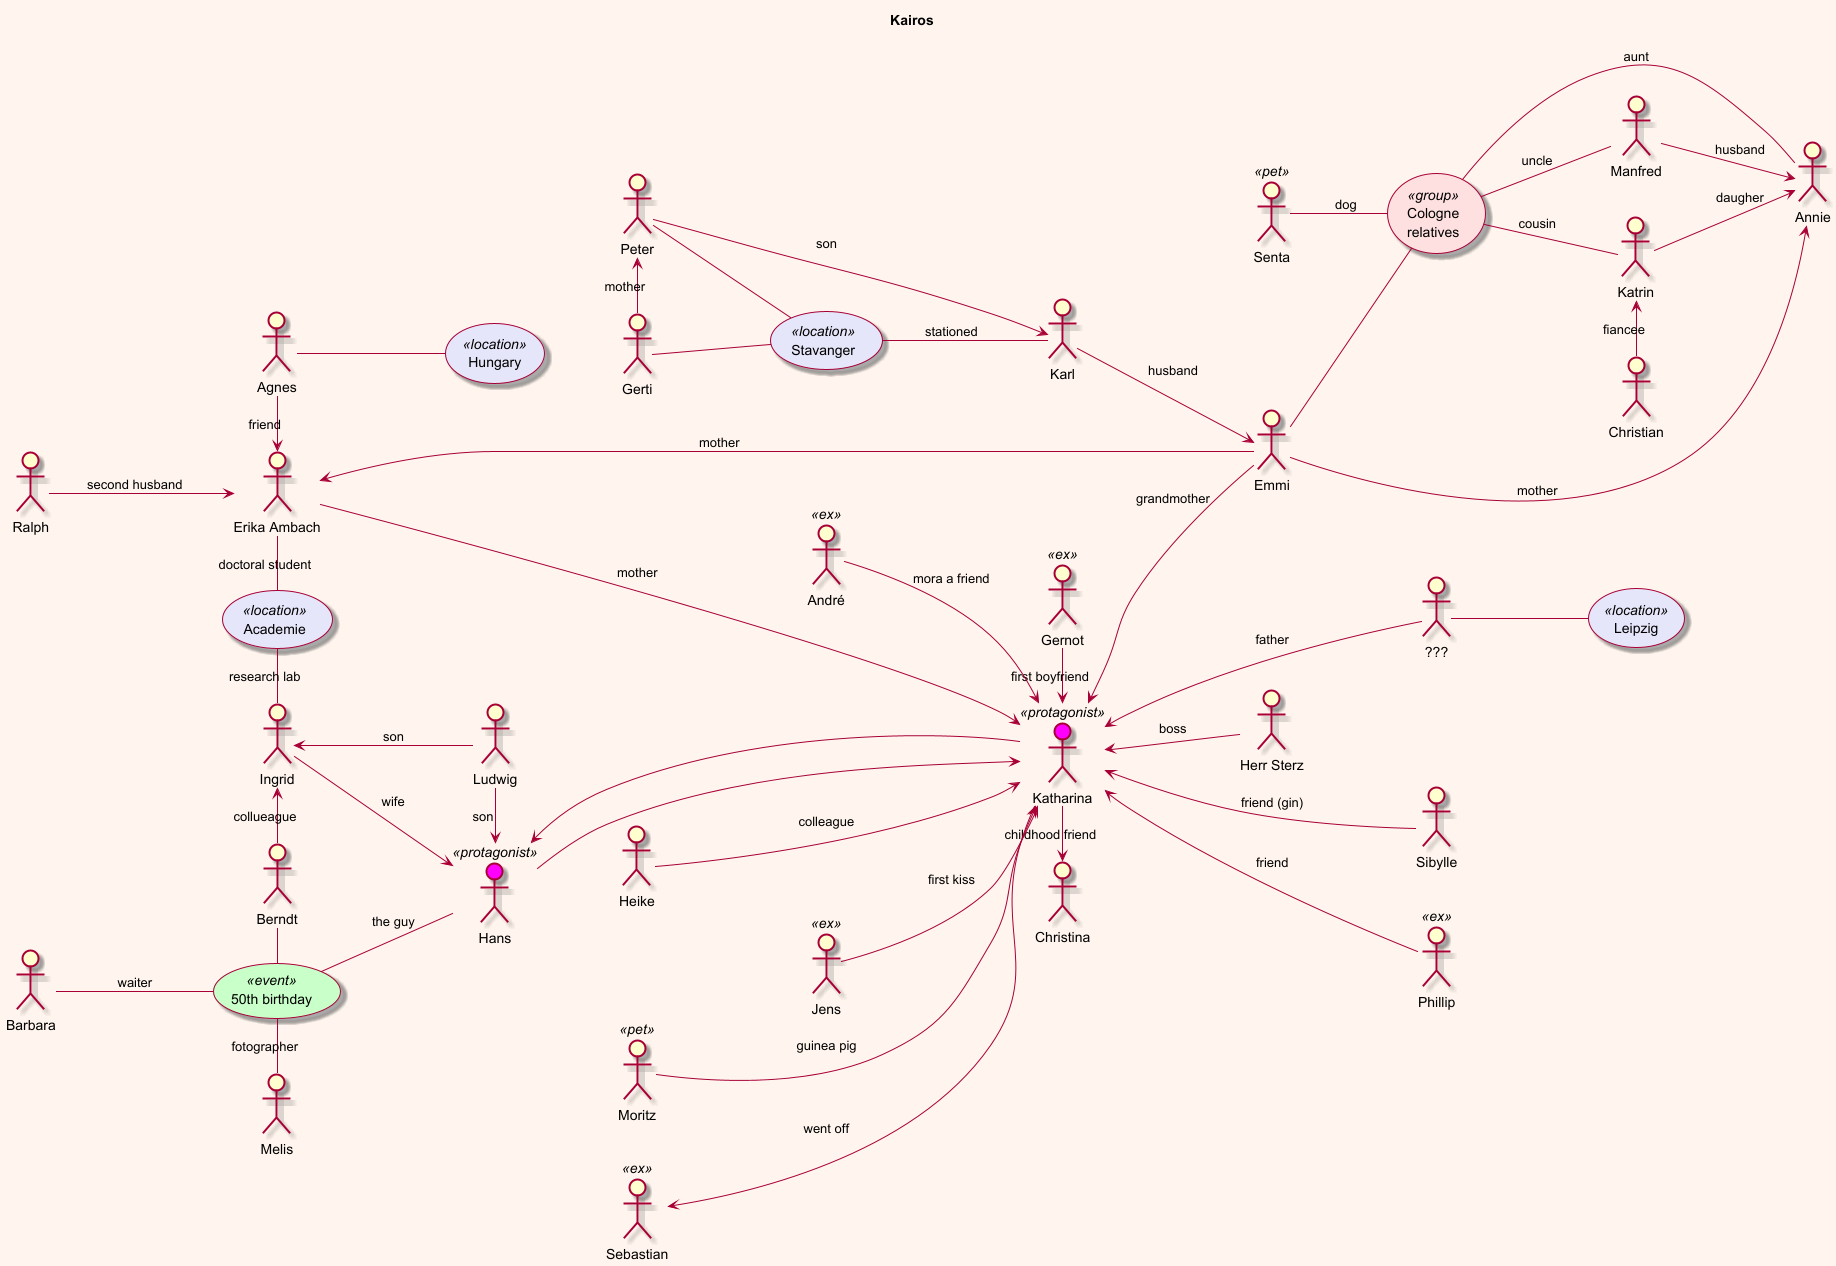 Kairos
aunt
Manfred
uncle
husband
Annie
«pet»
Senta
dog
«group»
Cologne
relatives
cousin
daugher
Katrin
fiancee
Christian
Peter
son
mother
Gerti
«location»
Stavanger
stationed
Karl
husband
Agnes
«location»
Hungary
friend
Ralph
second husband
Erika Ambach
mother
Emmi
mother
grandmother
doctoral student
mother
«ex»
André
mora a friend
«ex»
Gernot
first boyfriend
father
???
«location»
Leipzig
«location»
Academie
research lab
Ingrid
son
Ludwig
wife
son
collueague
Berndt
«protagonist»
Hans
the guy
«protagonist»
Katharina
boss
Herr Sterz
friend (gin)
Sibylle
friend
«ex»
Phillip
colleague
Heike
childhood friend
Christina
first kiss
«ex»
Jens
Barbara
waiter
«event»
50th birthday
fotographer
Melis
«pet»
Moritz
guinea pig
went off
«ex»
Sebastian